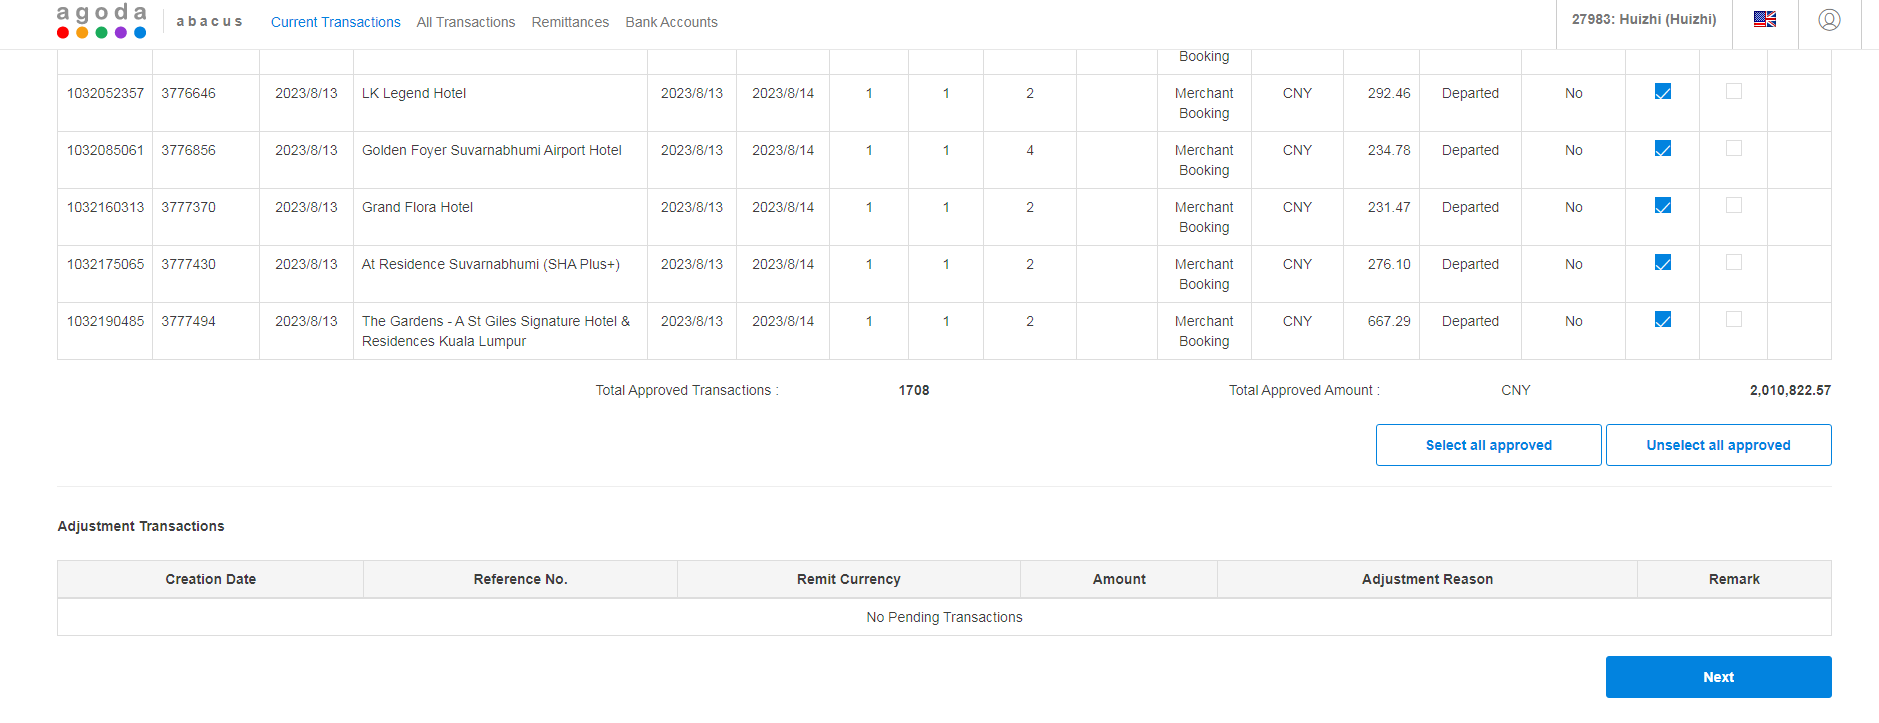 agoda
abacus
Current Transactions All Transactions Remittances Bank Accounts
27983: Huizhi (Huizhi)
Booking
1032052357 3776646 2023/8/13 LK Legend Hotel 2023/8/13 2023/8/14 1 1 2 Merchant CNY 292.46 Departed No
Booking
1032085061 3776856 2023/8/13 Golden Foyer Suvarnabhumi Airport Hotel 2023/8/13 2023/8/14 1 1 4 Merchant CNY 234.78 Departed No
Booking
1032160313 3777370 2023/8/13 Grand Flora Hotel 2023/8/13 2023/8/14 1 1 2 Merchant CNY 231.47 Departed No
Booking
1032175065 3777430 2023/8/13 At Residence Suvarnabhumi (SHA Plus+) 2023/8/13 2023/8/14 1 1 2 Merchant CNY 276.10 Departed No
Booking
1032190485 3777494 2023/8/13 The Gardens - A St Giles Signature Hotel & 2023/8/13 2023/8/14 1 1 2 Merchant CNY 667.29 Departed No
Residences Kuala Lumpur Booking
Total Approved Transactions : 1708 Total Approved Amount : CNY 2,010,822.57
Select all approved Unselect all approved
Adjustment Transactions
Creation Date Reference No. Remit Currency Amount Adjustment Reason Remark
No Pending Transactions
Next